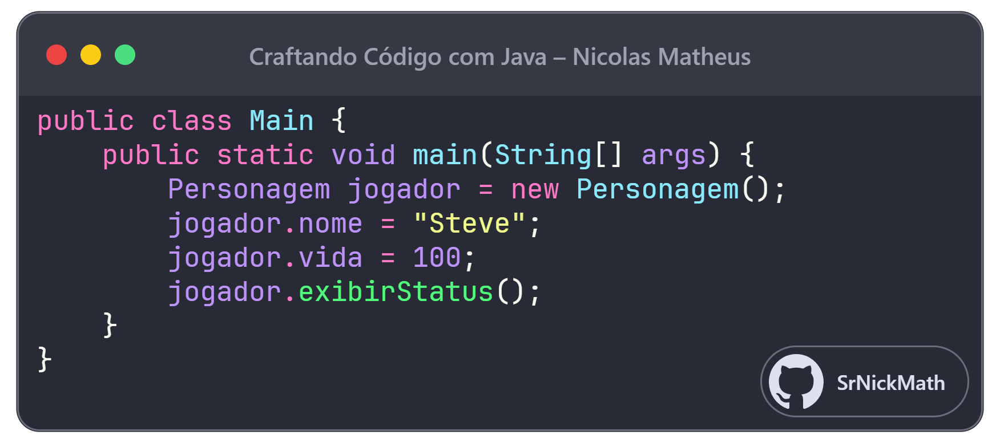 Craftando Código com Java – Nicolas Matheus
public class Main {
    public static void main(String[] args) {
        Personagem jogador = new Personagem();
        jogador.nome = "Steve";
        jogador.vida = 100;
        jogador.exibirStatus();
    }
}
SrNickMath